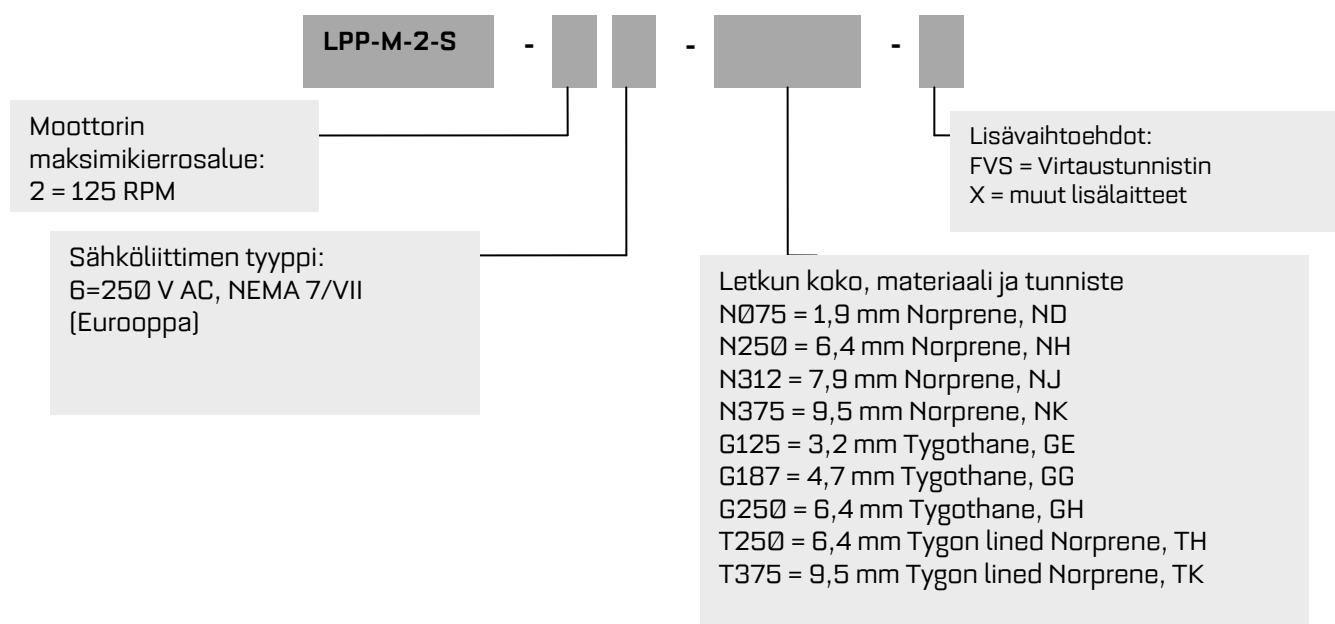 LPP-M-2-S - - -
Moottorin
maksimikierrosalue:
2 = 125 RPM
Sähköliittimen tyyppi:
6=250 V AC, NEMA 7/VII
(Eurooppa)
Lisävaihtoehdot:
FVS = Virtaustunnistin
X = muut lisälaitteet
Letkun koko, materiaali ja tunniste
N075 = 1,9 mm Norprene, ND
N250 = 6,4 mm Norprene, NH
N312 = 7,9 mm Norprene, NJ
N375 = 9,5 mm Norprene, NK
G125 = 3,2 mm Tygothane, GE
G187 = 4,7 mm Tygothane, GG
G250 = 6,4 mm Tygothane, GH
T250 = 6,4 mm Tygon lined Norprene, TH
T375 = 9,5 mm Tygon lined Norprene, TK